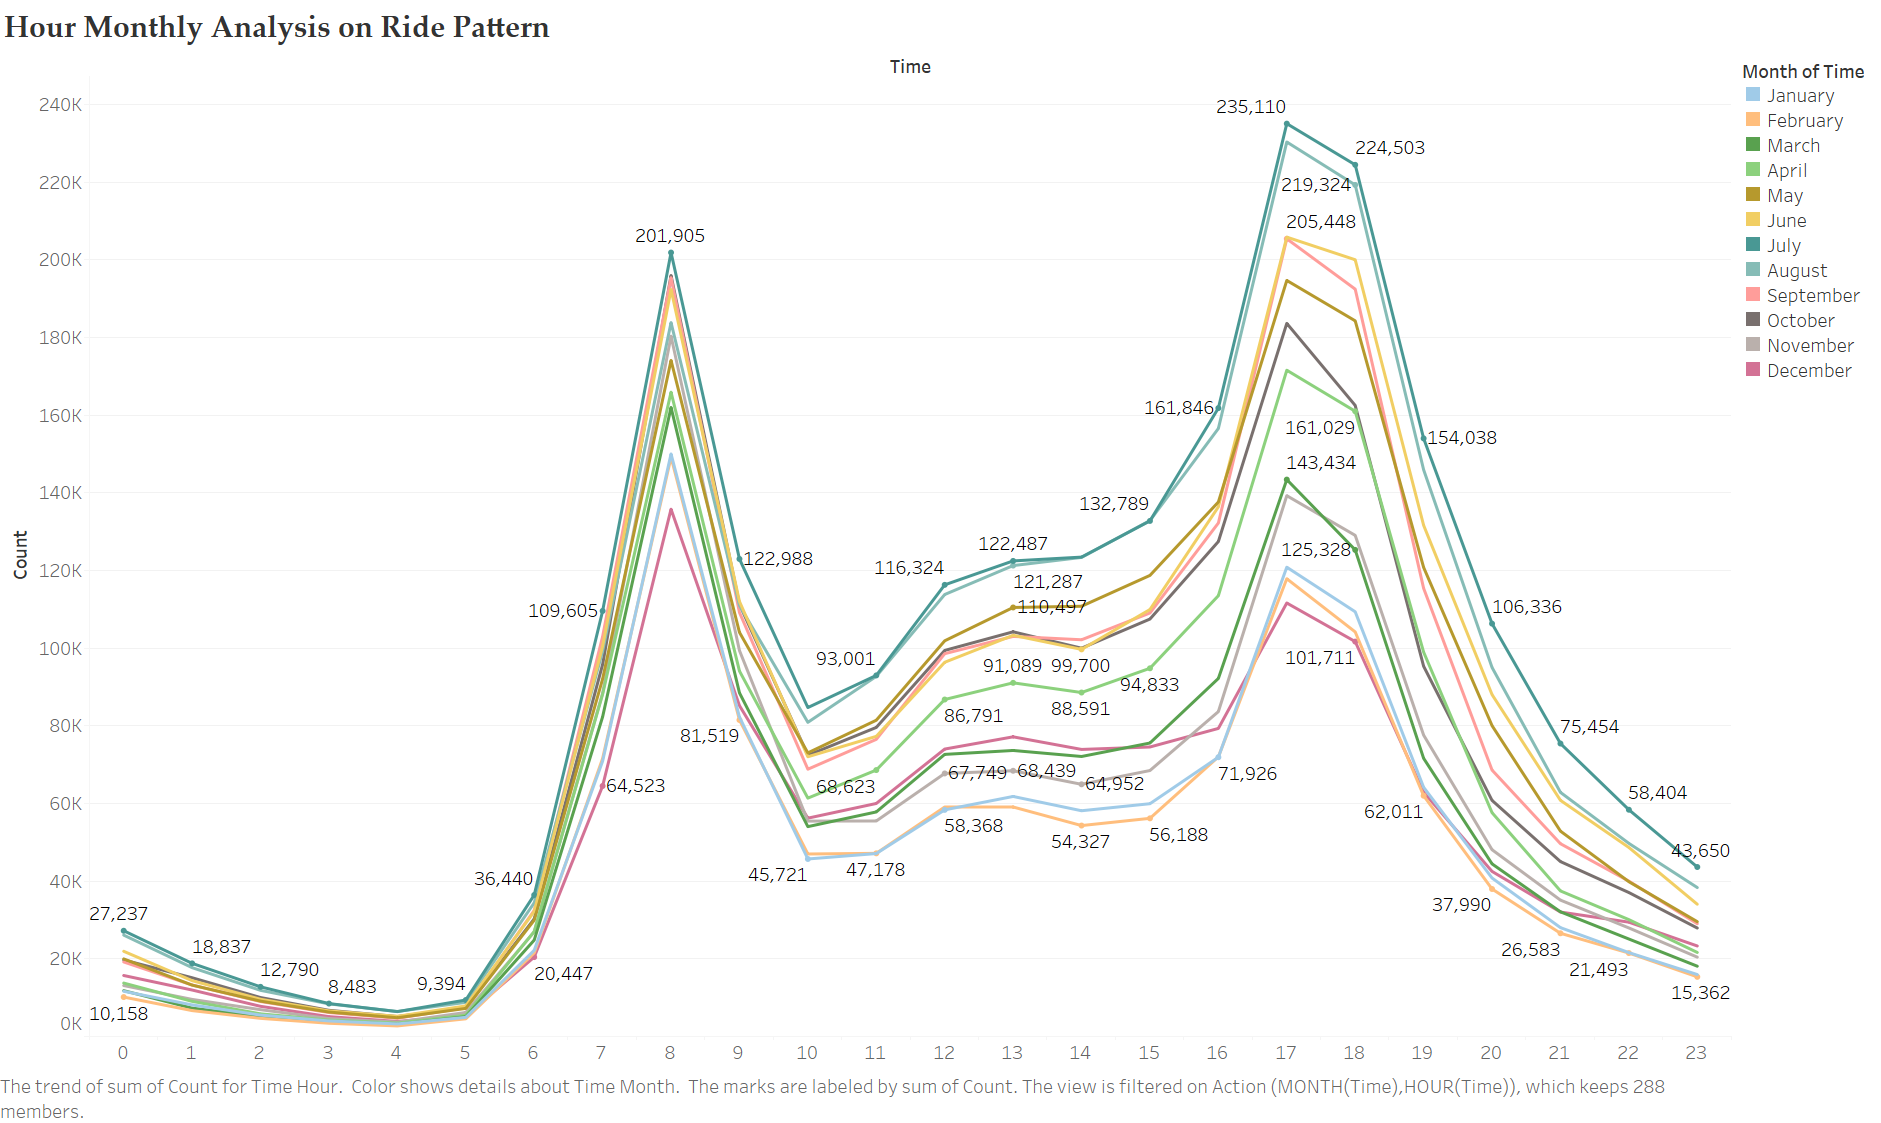 Hour Monthly Analysis on Ride Pattern
Time
Month of Time
January
February
March
April
May
June
July
August
September
October
November
December
Count
240K
220K
200K
180K
160K
140K
120K
100K
80K
60K
40K
20K
0K
235,110
224,503
219,324
205,448
201,905
161,846
161,029
154,038
143,434
132,789
125,328
122,988
122,487
116,324
121,287
109,605
110,497
106,336
93,001
91,089
99,700
101,711
94,833
86,791
88,591
81,519
75,454
64,523
68,623
67,749
68,439
64,952
71,926
58,404
62,011
58,368
54,327
56,188
43,650
36,440
45,721
47,178
37,990
27,237
18,837
12,790
8,483
9,394
20,447
26,583
21,493
15,362
10,158
0 1 2 3 4 5 6 7 8 9 10 11 12 13 14 15 16 17 18 19 20 21 22 23
The trend of sum of Count for Time Hour. Color shows details about Time Month. The marks are labeled by sum of Count. The view is filtered on Action (MONTH(Time),HOUR(Time)), which keeps 288
members.